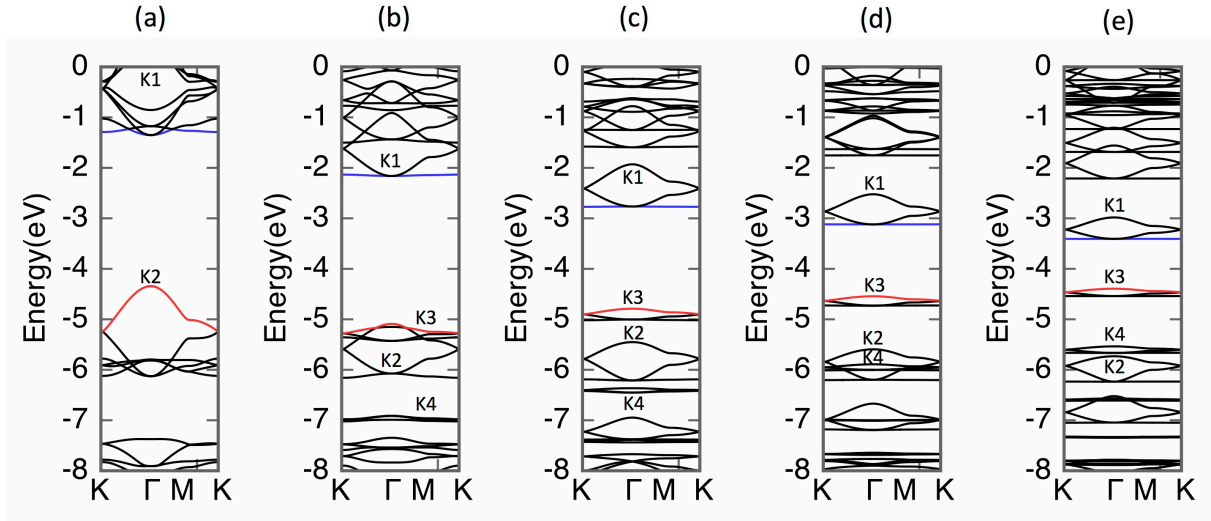 (a) (b) (c) (d) (e)
0 0 0 0 0
K1
-1 -1 -1 -1 -1
K1
-2 -2 -2 -2 -2
K1 K1 K1
-3 -3 -3 -3 -3
-4 -4 -4 -4 -4
K2 K3 K3 K3 K3
-5 -5 -5 -5 -5
K2 K2 K2 K4
K4
-6 -6 -6 -6 -6
K2
K4 K4
-7 -7 -7 -7 -7
-8 -8 -8 -8 -8
Energy(eV) Energy(eV) Energy(eV) Energy(eV) Energy(eV)
K Γ M K K Γ M K K Γ M K K Γ M K K Γ M K